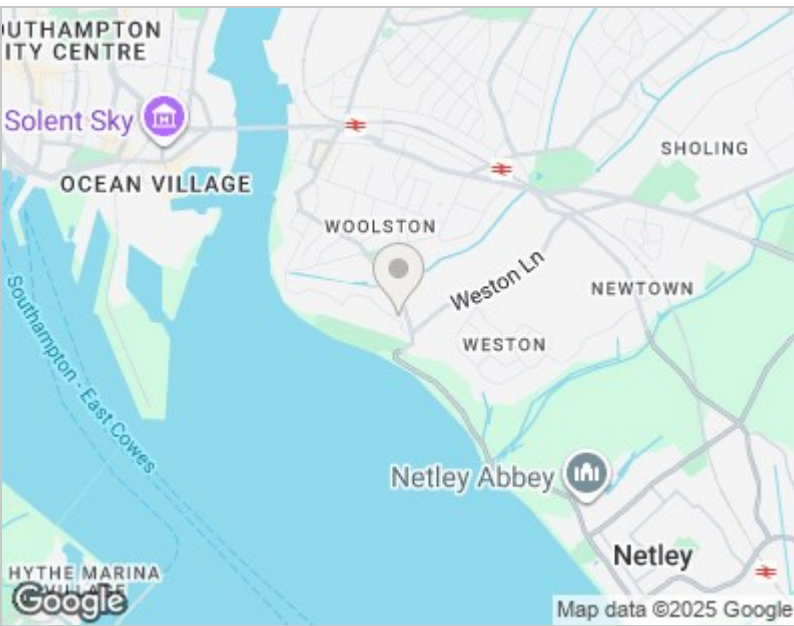 OUTHAMPTON
ITY CENTRE
Solent Sky
OCEAN VILLAGE
SHOLING
WOOLSTON
Weston Ln
NEWTOWN
WESTON
Southampton - East Cowes
Netley Abbey
Netley
HYTHE MARINA
VILLAGE
Google
Map data ©2025 Google